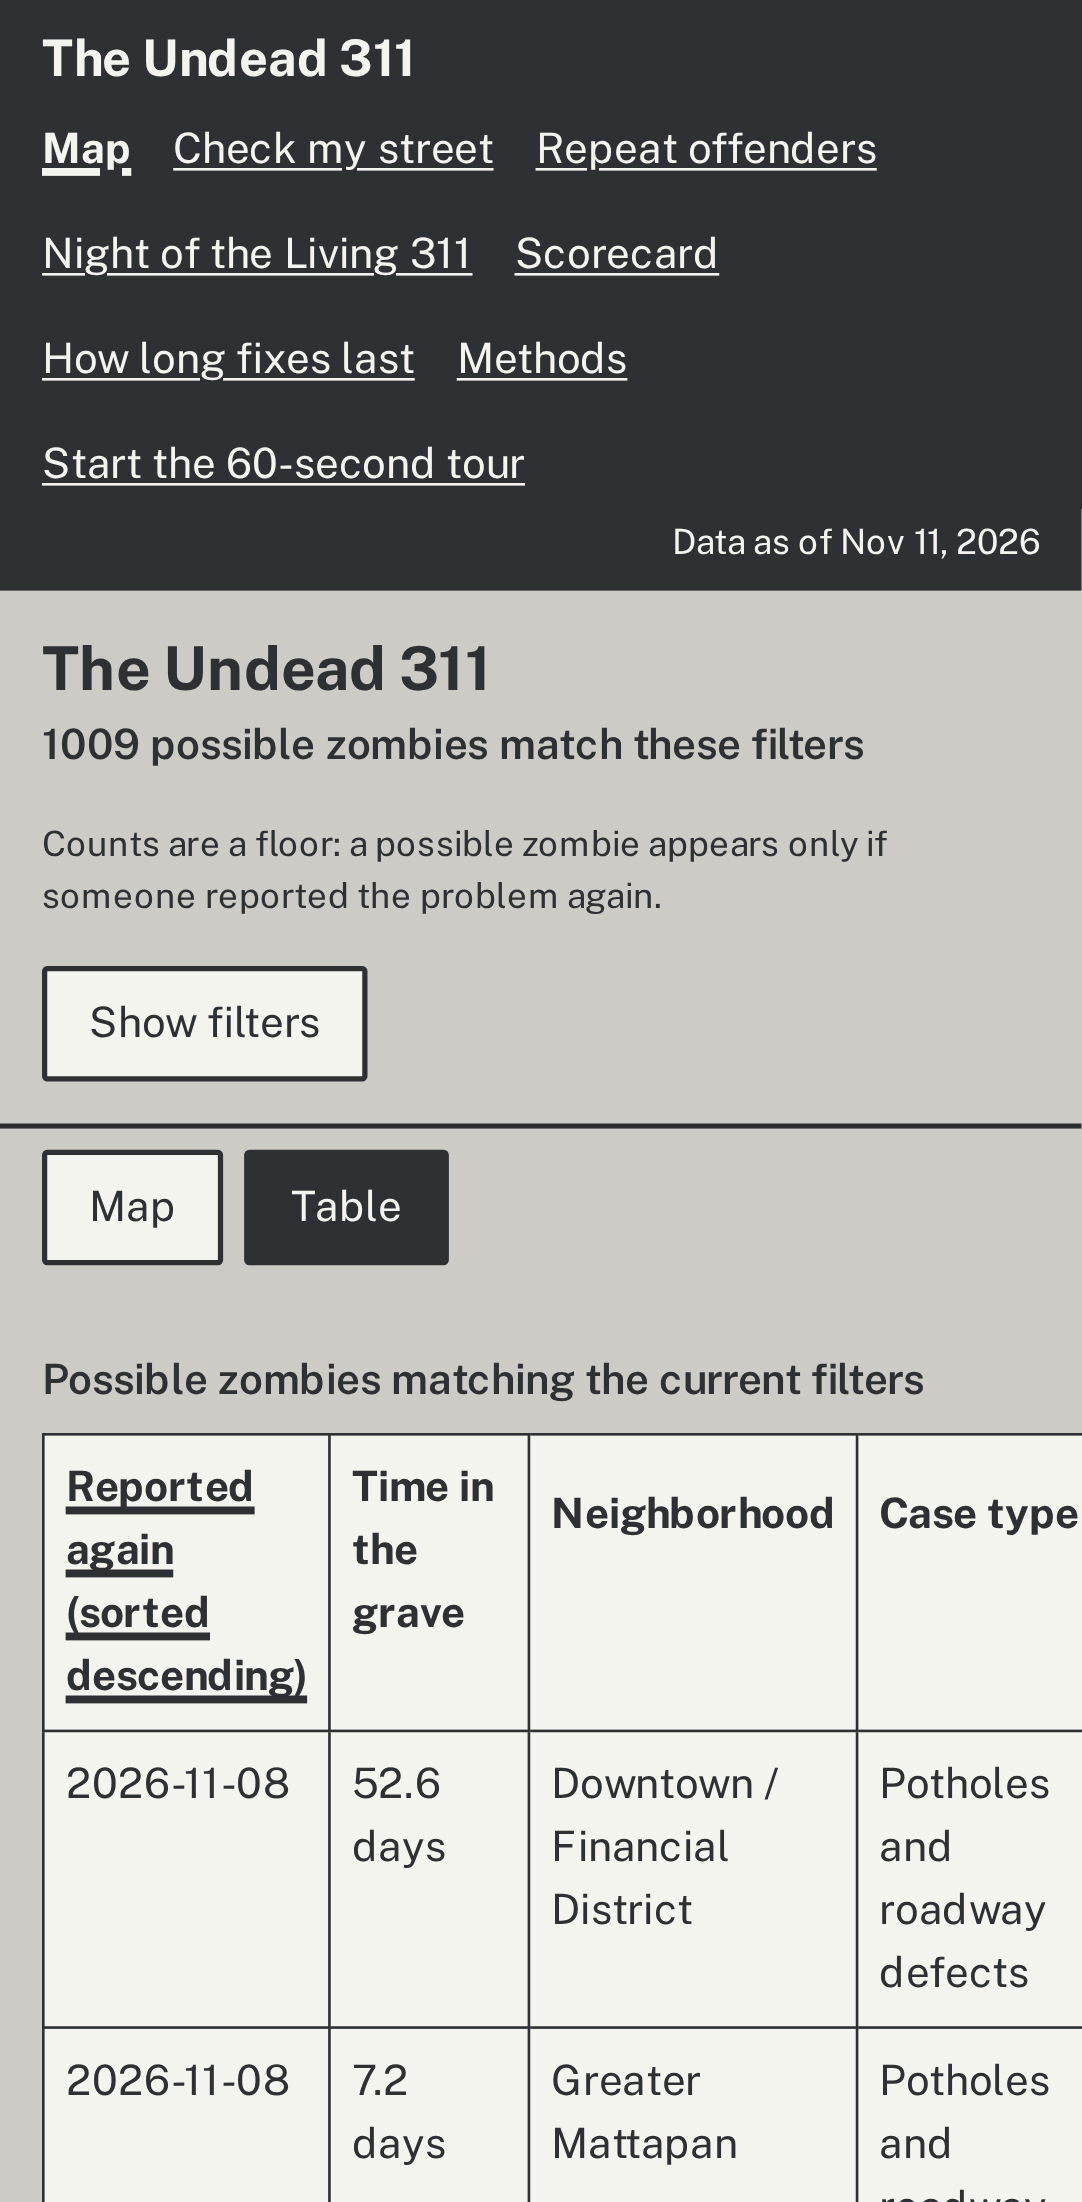 The Undead 311
Map Check my street Repeat offenders
Night of the Living 311 Scorecard
How long fixes last Methods
Start the 60-second tour
Data as of Nov 11, 2026
The Undead 311
1009 possible zombies match these filters
Counts are a floor: a possible zombie appears only if
someone reported the problem again.
Show filters
Map Table
Possible zombies matching the current filters
Reported
again
(sorted
descending)
Time in
the
grave
Neighborhood
Case type
2026-11-08
52.6
days
Downtown /
Financial
District
Potholes
and
roadway
defects
2026-11-08
7.2
days
Greater
Mattapan
Potholes
and
roadway